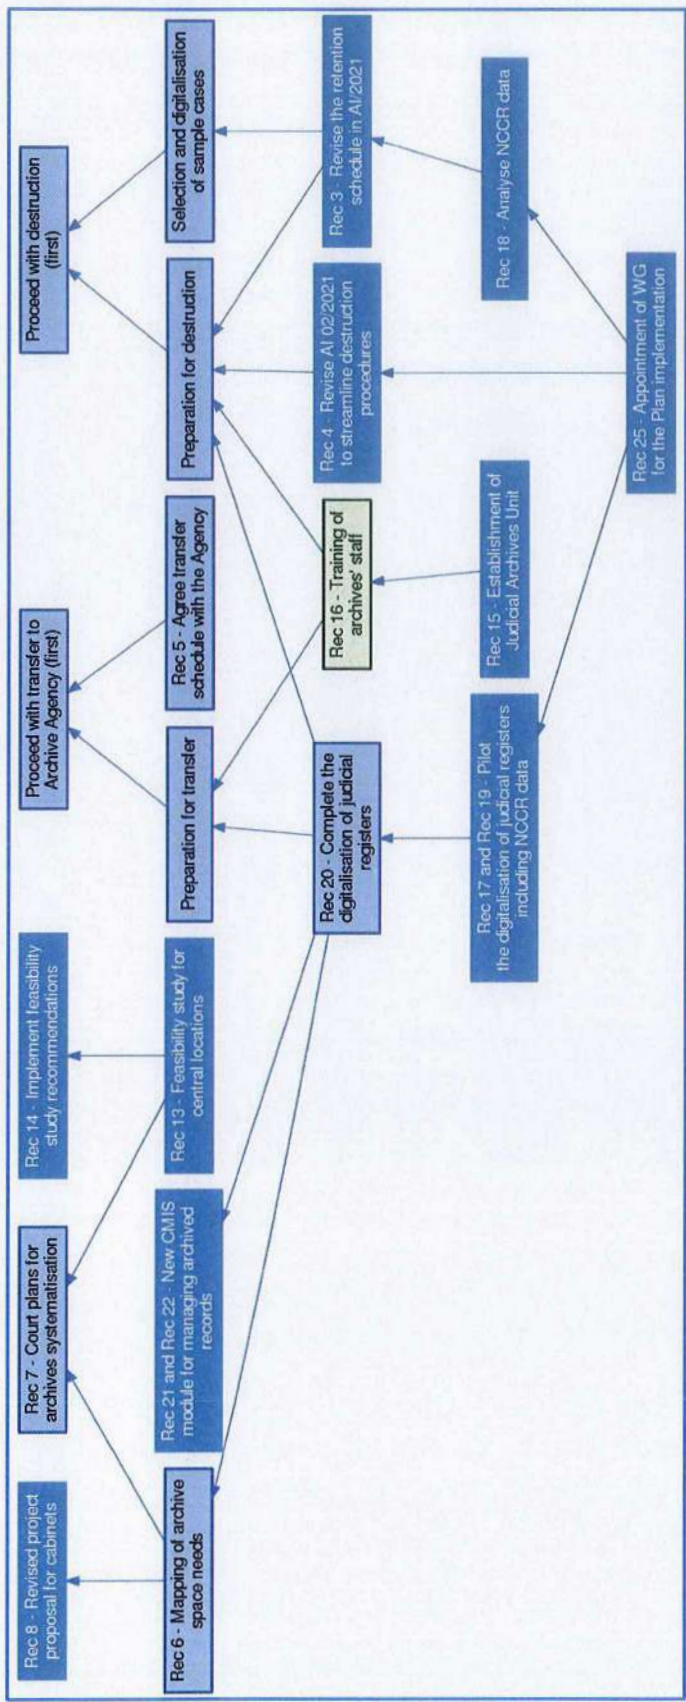 Rec 8 - Revised project
proposal for cabinets
Rec 7 - Court plans for
archives systematisation
Rec 14 - Implement feasibility
study recommendations
Proceed with transfer to
Archive Agency (first)
Proceed with destruction
(first)
Rec 6 - Mapping of archive
space needs
Rec 21 and Rec 22 - New CMIS
module for managing archived
records
Rec 13 - Feasibility study for
central locations
Preparation for transfer
Rec 5 - Agree transfer
schedule with the Agency
Preparation for destruction
Selection and digitalisation
of sample cases
Rec 20 - Complete the
digitalisation of judicial
registers
Rec 16 - Training of
archives' staff
Rec 4 - Revise AI 02/2021
to streamline destruction
procedures
Rec 3 - Revise the retention
schedule in AI/2021
Rec 17 and Rec 19 - Pilot
the digitalisation of judicial registers
including NCCR data
Rec 15 - Establishment of
Judicial Archives Unit
Rec 18 - Analyse NCCR data
Rec 25 - Appointment of WG
for the Plan implementation